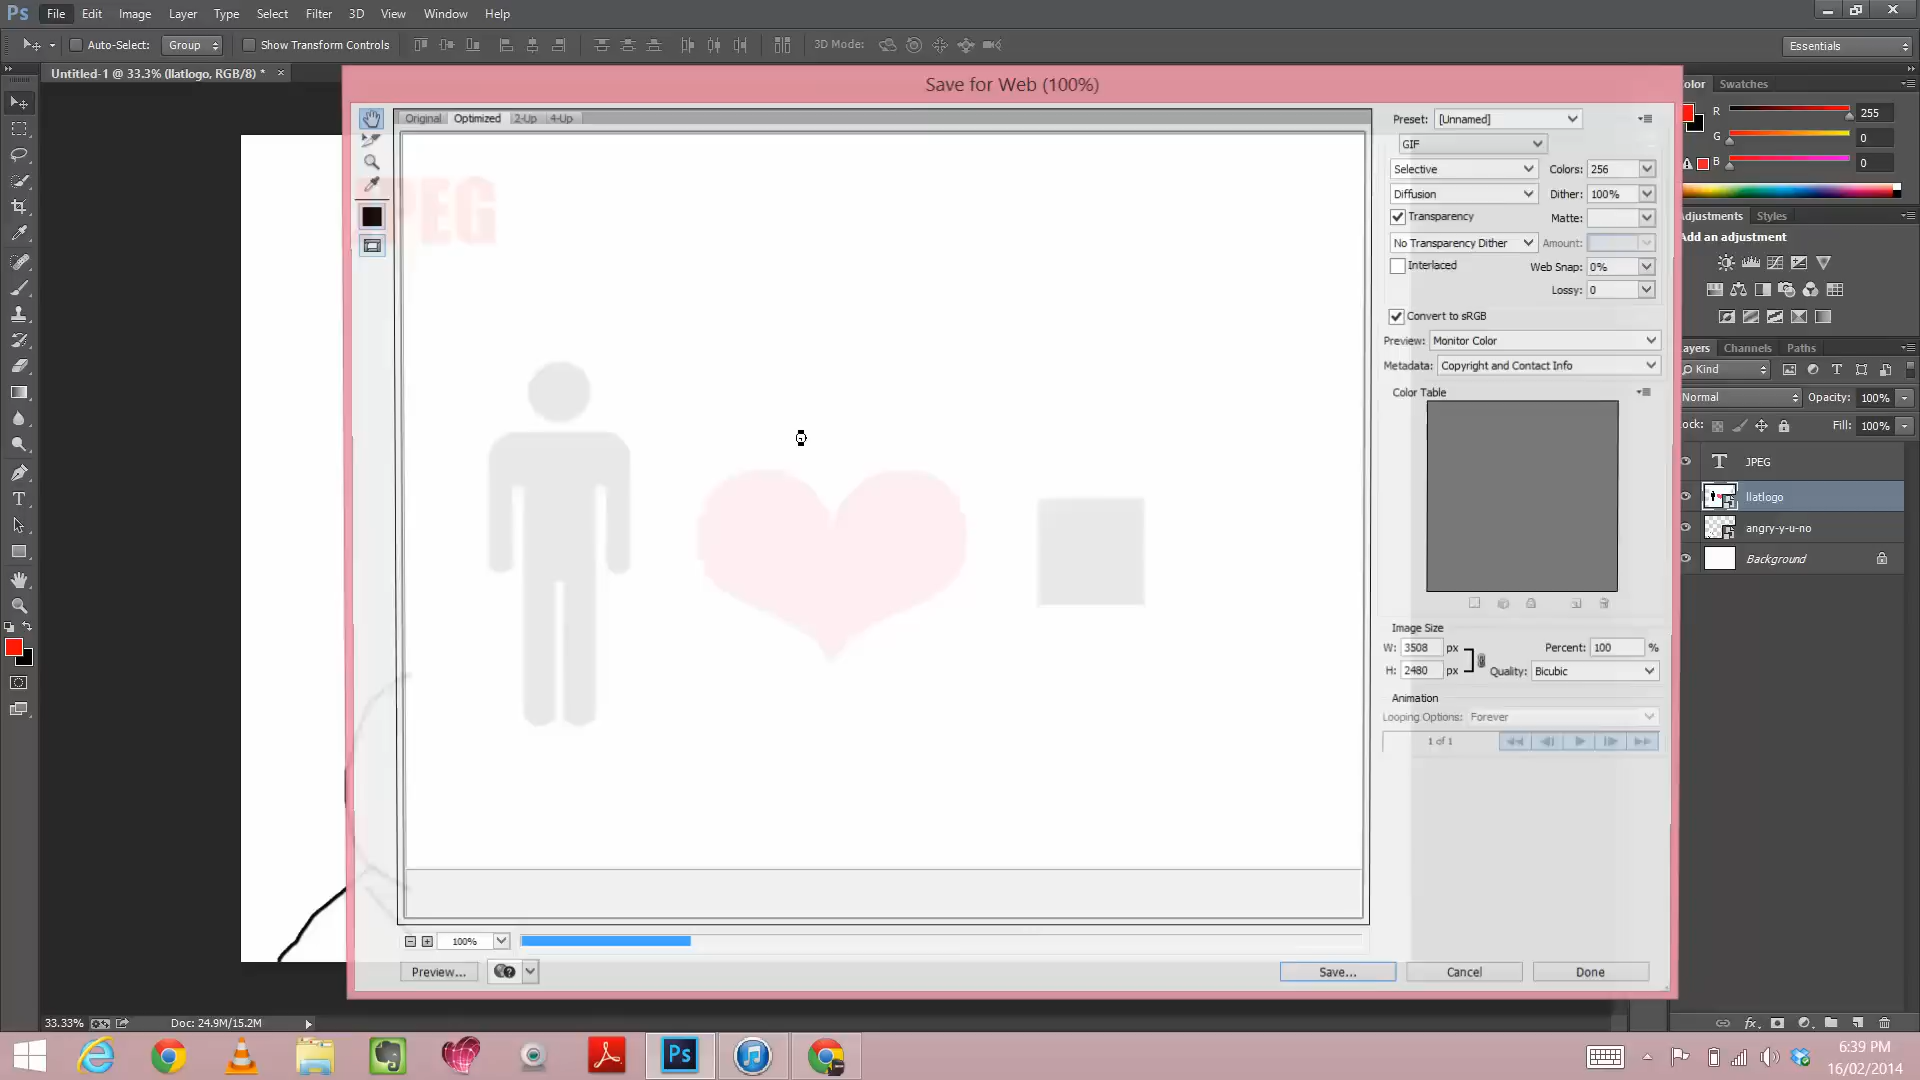 Ps File Edit Image Layer Type Select Filter 3D View Window Help
Auto-Select: Group Show Transform Controls 3D Mode: Essentials
Untitled-1 @ 33.3% (llatlogo, RGB/8) * ×
Save for Web (100%)
Original Optimized 2-Up 4-Up
JPEG
Preset: [Unnamed]
GIF
Selective Colors: 256
Diffusion Dither: 100%
Transparency Matte:
No Transparency Dither Amount:
Interlaced Web Snap: 0%
Lossy: 0
Convert to sRGB
Preview: Monitor Color
Metadata: Copyright and Contact Info
Color Table
Image Size
W: 3508 px Percent: 100 %
H: 2480 px Quality: Bicubic
Animation
Looping Options: Forever
1 of 1
100%
Preview... Save... Cancel Done
Color Swatches
R 255
G 0
B 0
Adjustments Styles
Add an adjustment
Layers Channels Paths
Kind
Normal Opacity: 100%
Lock: Fill: 100%
T JPEG
llatlogo
angry-y-u-no
Background
33.33% Doc: 24.9M/15.2M
Ps
6:39 PM
16/02/2014